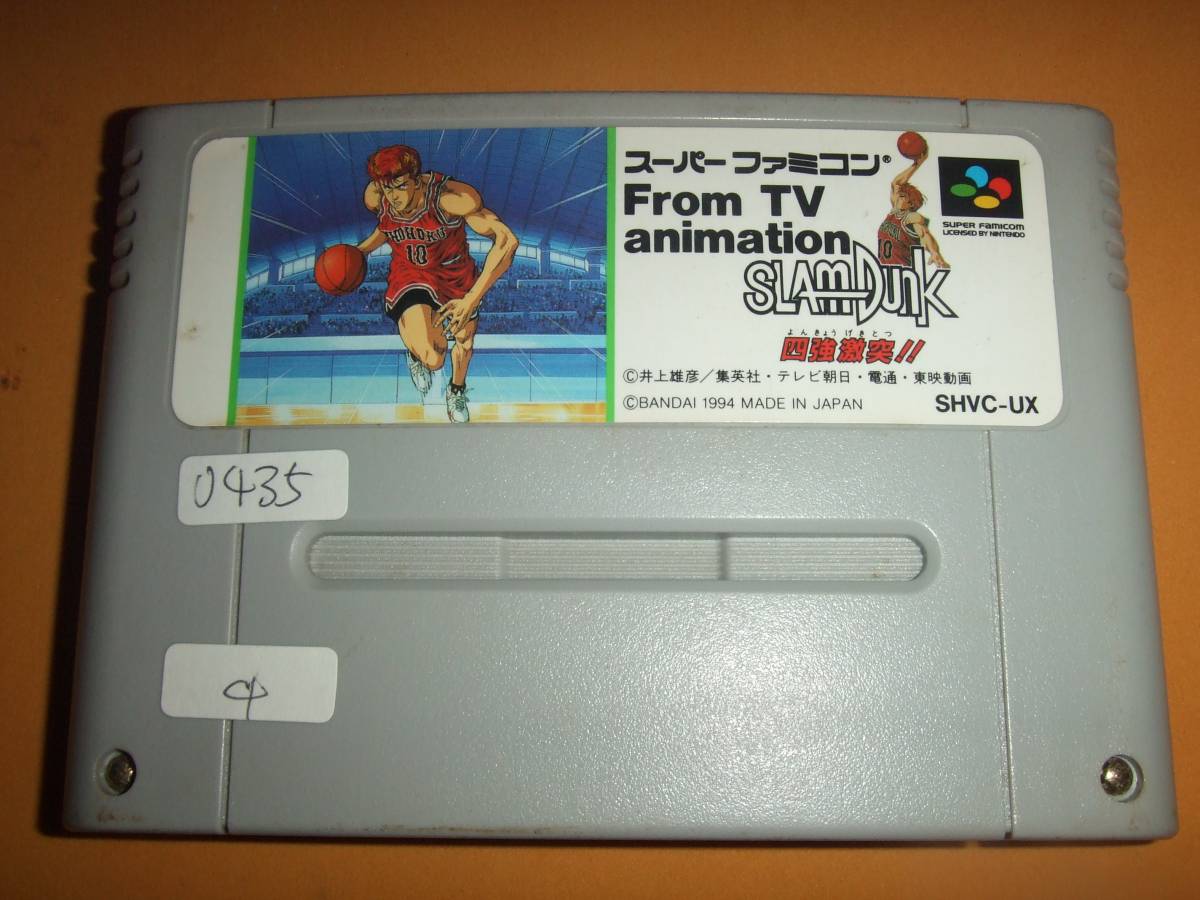 スーパーファミコン®
From TV
animation
SLAM DUNK
よんきょうげきとつ
四強激突!!
©井上雄彦／集英社・テレビ朝日・電通・東映動画
©BANDAI 1994 MADE IN JAPAN
SHVC-UX
SUPER FAMICOM
LICENSED BY NINTENDO
SHOHOKU
10
10
0435